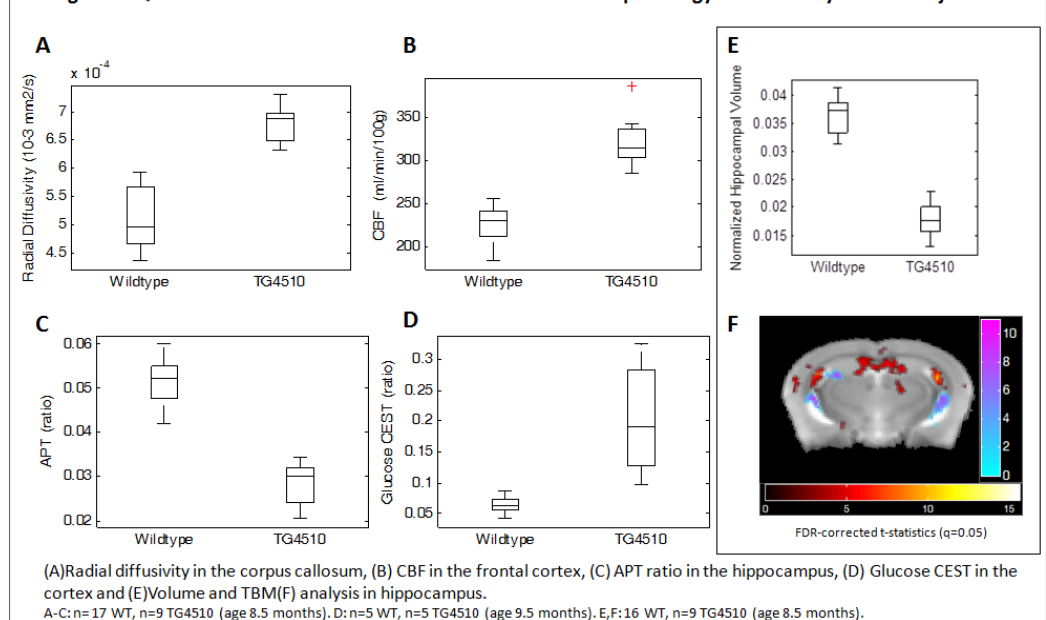 A
B
E
x 10-4
Radial Diffusivity (10-3 mm2/s)
7
6.5
6
5.5
5
4.5
Wildtype TG4510
CBF (ml/min/100g)
350
300
250
200
Wildtype TG4510
Normalized Hippocampal Volume
0.04
0.03
0.03
0.02
0.02
0.015
Wildtype TG4510
C
D
F
APT (ratio)
0.06
0.05
0.05
0.03
0.02
Wildtype TG4510
Glucose CEST (ratio)
0.3
0.25
0.2
0.15
0.1
0.05
Wildtype TG4510
10
8
6
4
2
0
0 5 10 15
FDR-corrected t-statistics (q=0.05)
(A)Radial diffusivity in the corpus callosum, (B) CBF in the frontal cortex, (C) APT ratio in the hippocampus, (D) Glucose CEST in the
cortex and (E)Volume and TBM(F) analysis in hippocampus.
A-C: n= 17 WT, n=9 TG4510 (age 8.5 months). D: n=5 WT, n=5 TG4510 (age 9.5 months). E,F:16 WT, n=9 TG4510 (age 8.5 months).